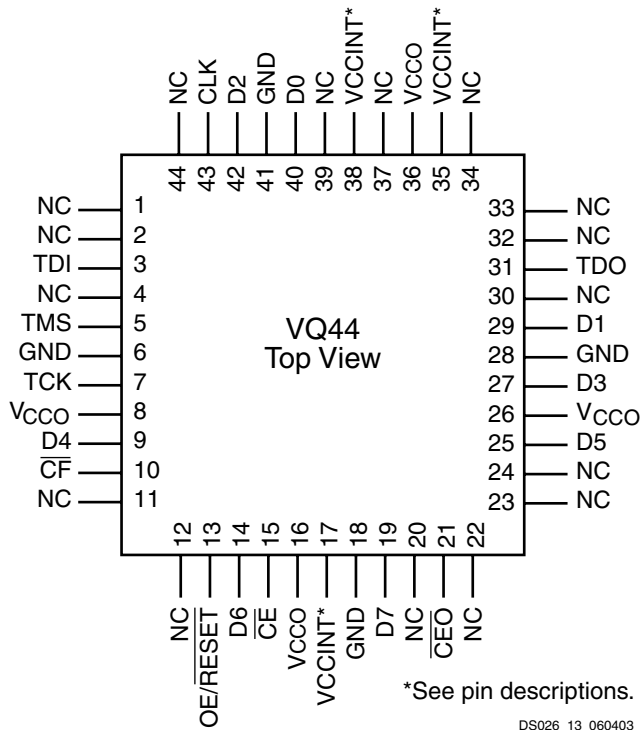 NC CLK D2 GND D0 NC VCCINT* NC VCCO VCCINT* NC
44 43 42 41 40 39 38 37 36 35 34
NC 1 33 NC
NC 2 32 NC
TDI 3 31 TDO
NC 4 30 NC
TMS 5 29 D1
GND 6 28 GND
TCK 7 27 D3
VCCO 8 26 VCCO
D4 9 25 D5
CF 10 24 NC
NC 11 23 NC
VQ44
Top View
12 13 14 15 16 17 18 19 20 21 22
NC OE/RESET D6 CE VCCO VCCINT* GND D7 NC CEO NC
*See pin descriptions.
DS026_13_060403